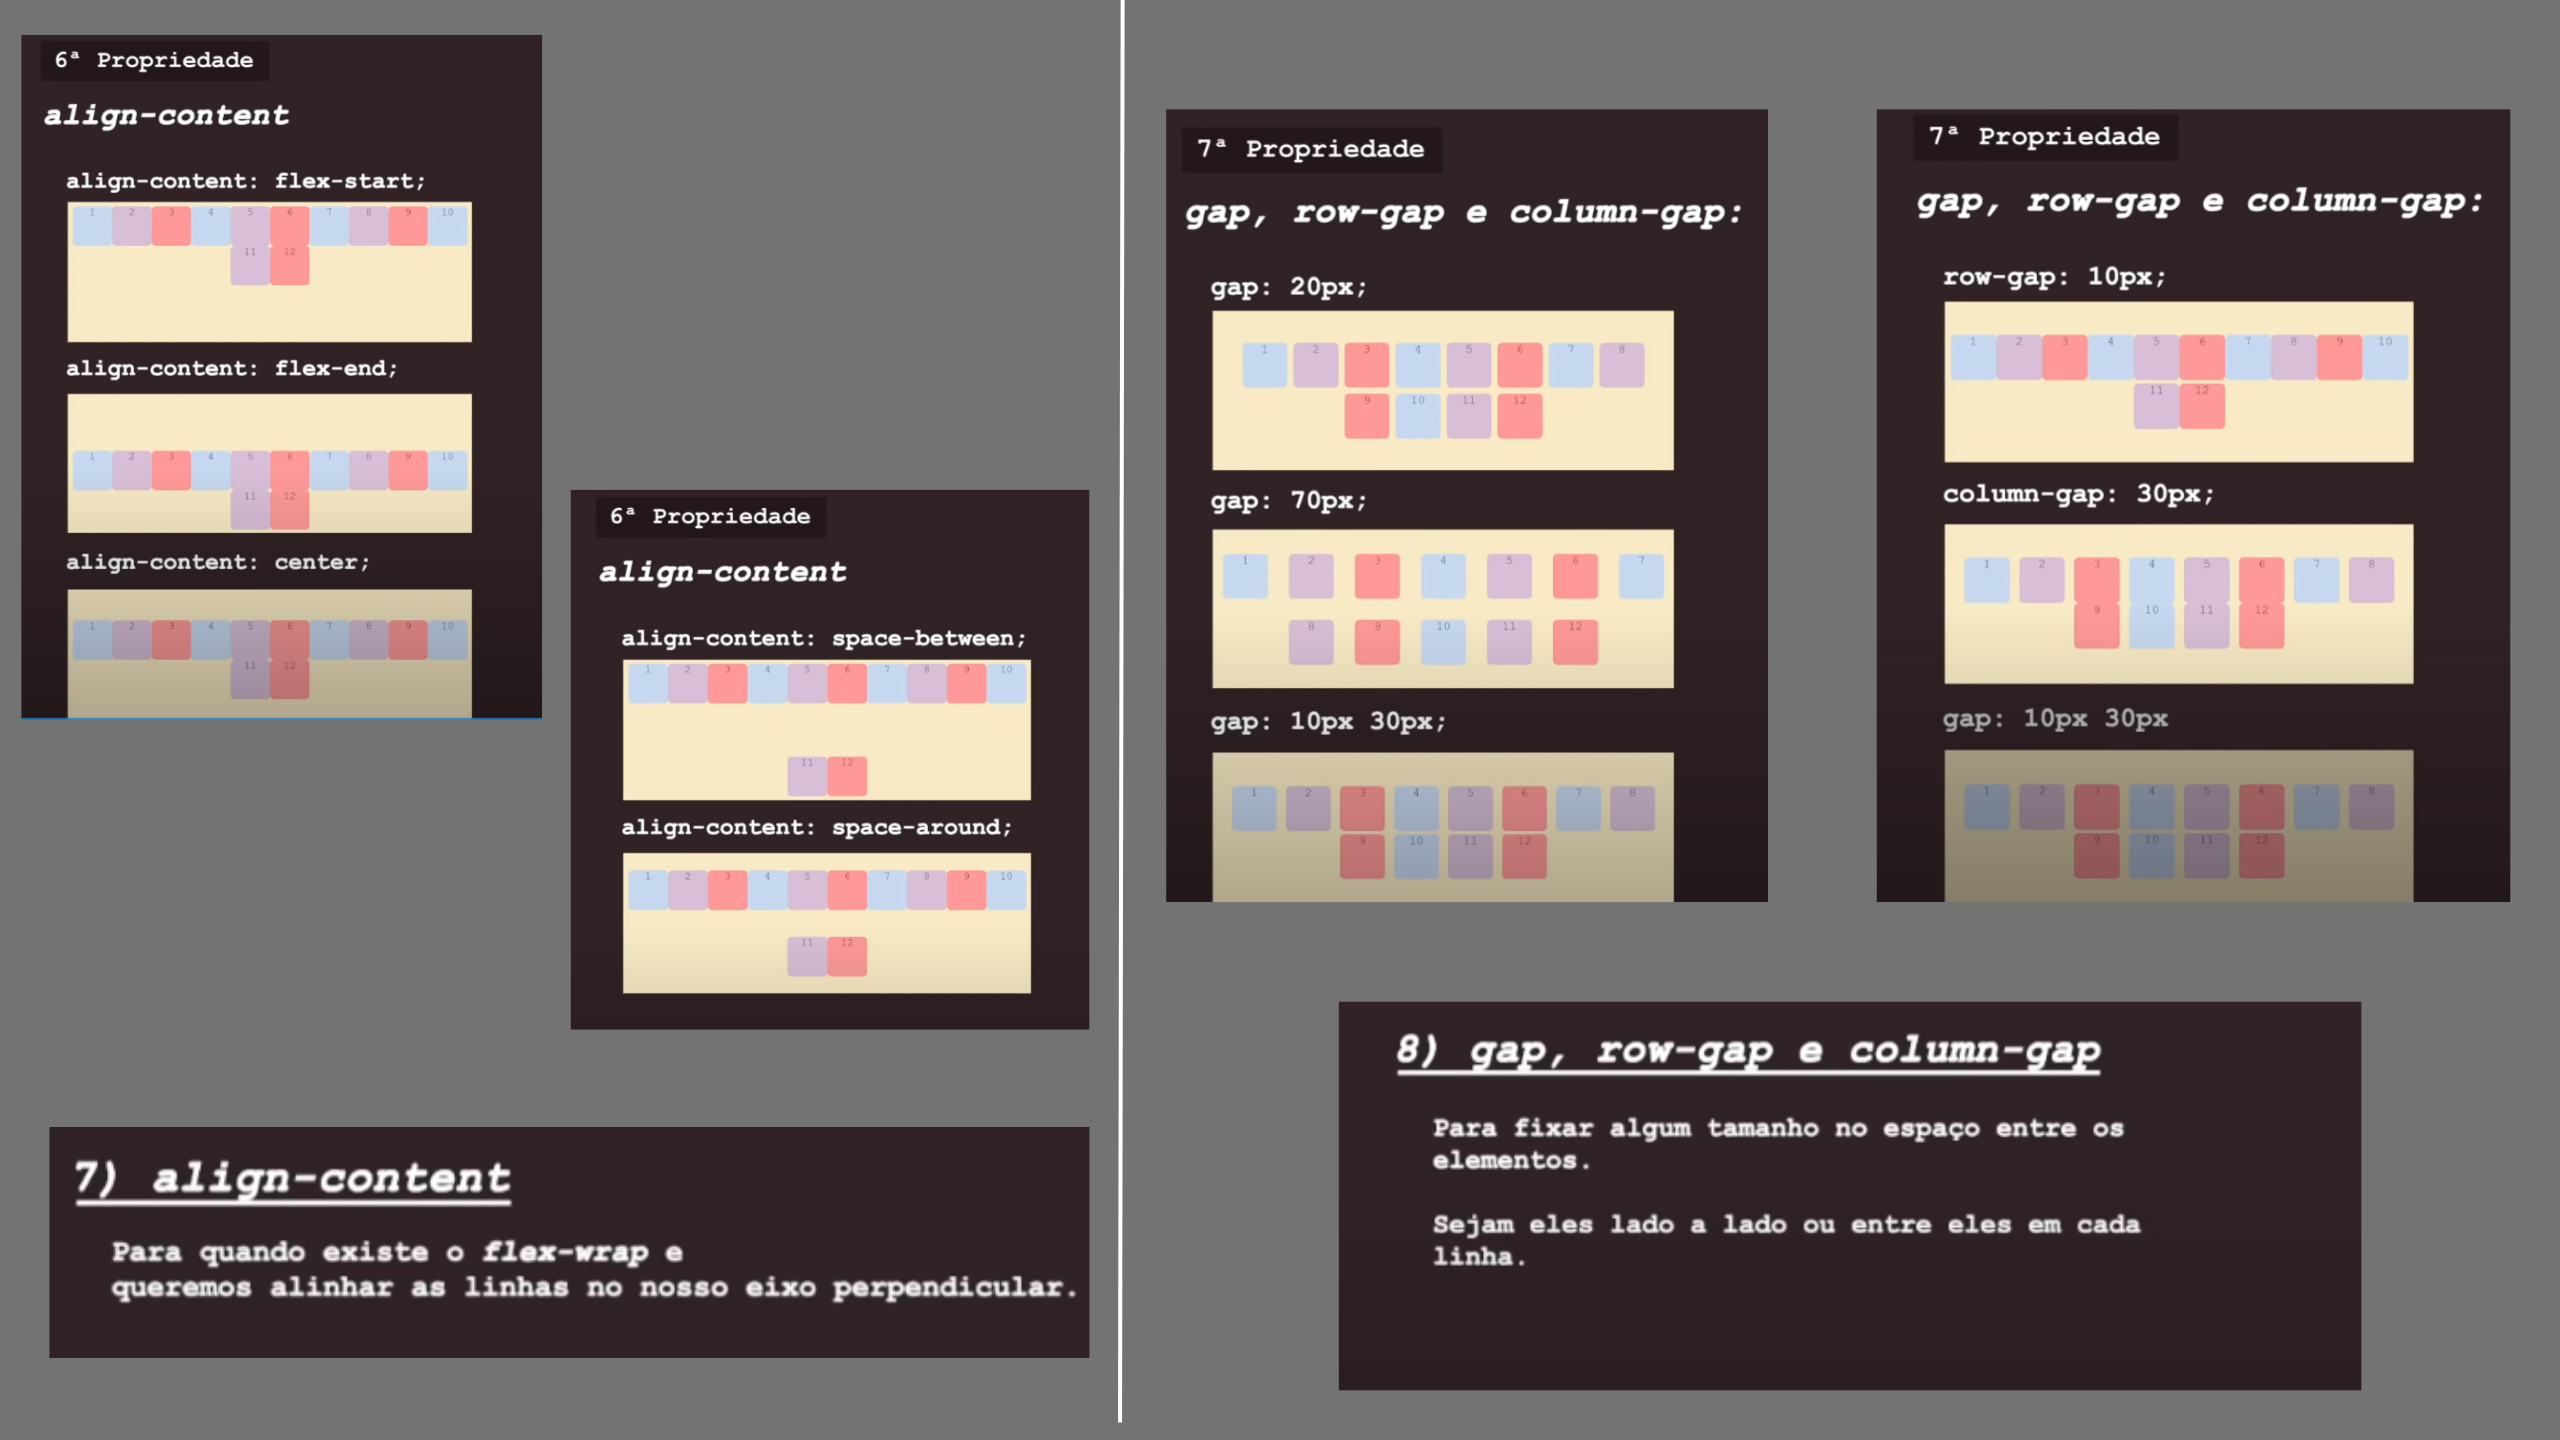 6ª Propriedade
align-content
align-content: flex-start;
1 2 3 4 5 6 7 8 9 10
11 12
align-content: flex-end;
1 2 3 4 5 6 7 8 9 10
11 12
align-content: center;
1 2 3 4 5 6 7 8 9 10
11 12
6ª Propriedade
align-content
align-content: space-between;
1 2 3 4 5 6 7 8 9 10
11 12
align-content: space-around;
1 2 3 4 5 6 7 8 9 10
11 12
7) align-content
Para quando existe o flex-wrap e
queremos alinhar as linhas no nosso eixo perpendicular.
7ª Propriedade
gap, row-gap e column-gap:
gap: 20px;
1 2 3 4 5 6 7 8
9 10 11 12
gap: 70px;
1 2 3 4 5 6 7
8 9 10 11 12
gap: 10px 30px;
1 2 3 4 5 6 7 8
9 10 11 12
7ª Propriedade
gap, row-gap e column-gap:
row-gap: 10px;
1 2 3 4 5 6 7 8 9 10
11 12
column-gap: 30px;
1 2 3 4 5 6 7 8
9 10 11 12
gap: 10px 30px
1 2 3 4 5 6 7 8
9 10 11 12
8) gap, row-gap e column-gap
Para fixar algum tamanho no espaço entre os
elementos.
Sejam eles lado a lado ou entre eles em cada
linha.